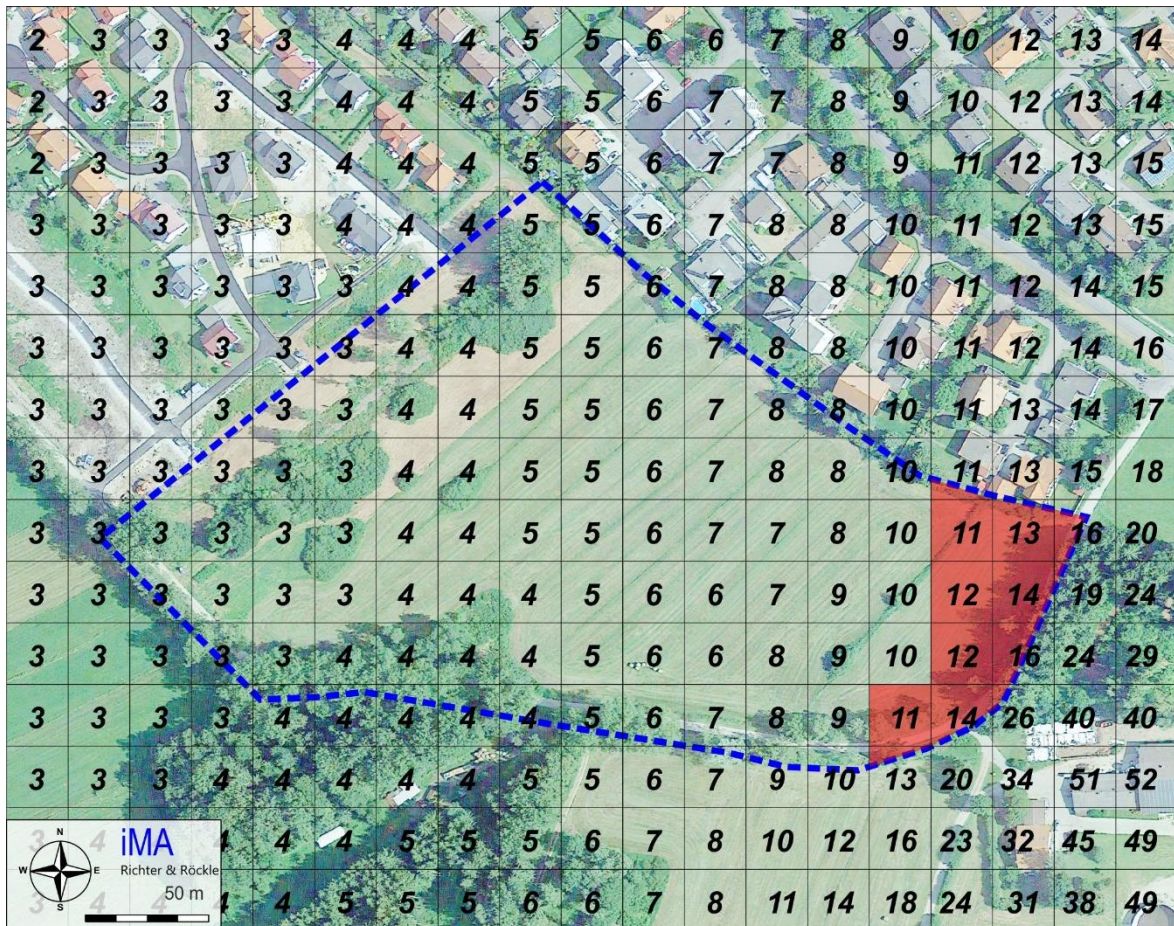 2 3 3 3 3 4 4 4 5 5 6 6 7 8 9 10 12 13 14
2 3 3 3 3 4 4 4 5 5 6 7 7 8 9 10 12 13 14
2 3 3 3 3 4 4 4 5 5 6 7 7 8 9 11 12 13 15
3 3 3 3 3 4 4 4 5 5 6 7 8 8 10 11 12 13 15
3 3 3 3 3 3 4 4 5 5 6 7 8 8 10 11 12 14 15
3 3 3 3 3 3 4 4 5 5 6 7 8 8 10 11 12 14 16
3 3 3 3 3 3 4 4 5 5 6 7 8 8 10 11 13 14 17
3 3 3 3 3 3 4 4 5 5 6 7 8 8 10 11 13 15 18
3 3 3 3 3 3 4 4 5 5 6 7 7 8 10 11 13 16 20
3 3 3 3 3 3 4 4 4 5 6 6 7 9 10 12 14 19 24
3 3 3 3 3 4 4 4 4 5 6 6 8 9 10 12 16 24 29
3 3 3 3 4 4 4 4 4 5 6 7 8 9 11 14 26 40 40
3 3 3 4 4 4 4 4 5 5 6 7 9 10 13 20 34 51 52
3 4 4 4 4 4 5 5 5 6 7 8 10 12 16 23 32 45 49
3 4 4 4 4 5 5 5 6 6 7 8 11 14 18 24 31 38 49
N
W E
S
iMA
Richter & Röckle
50 m